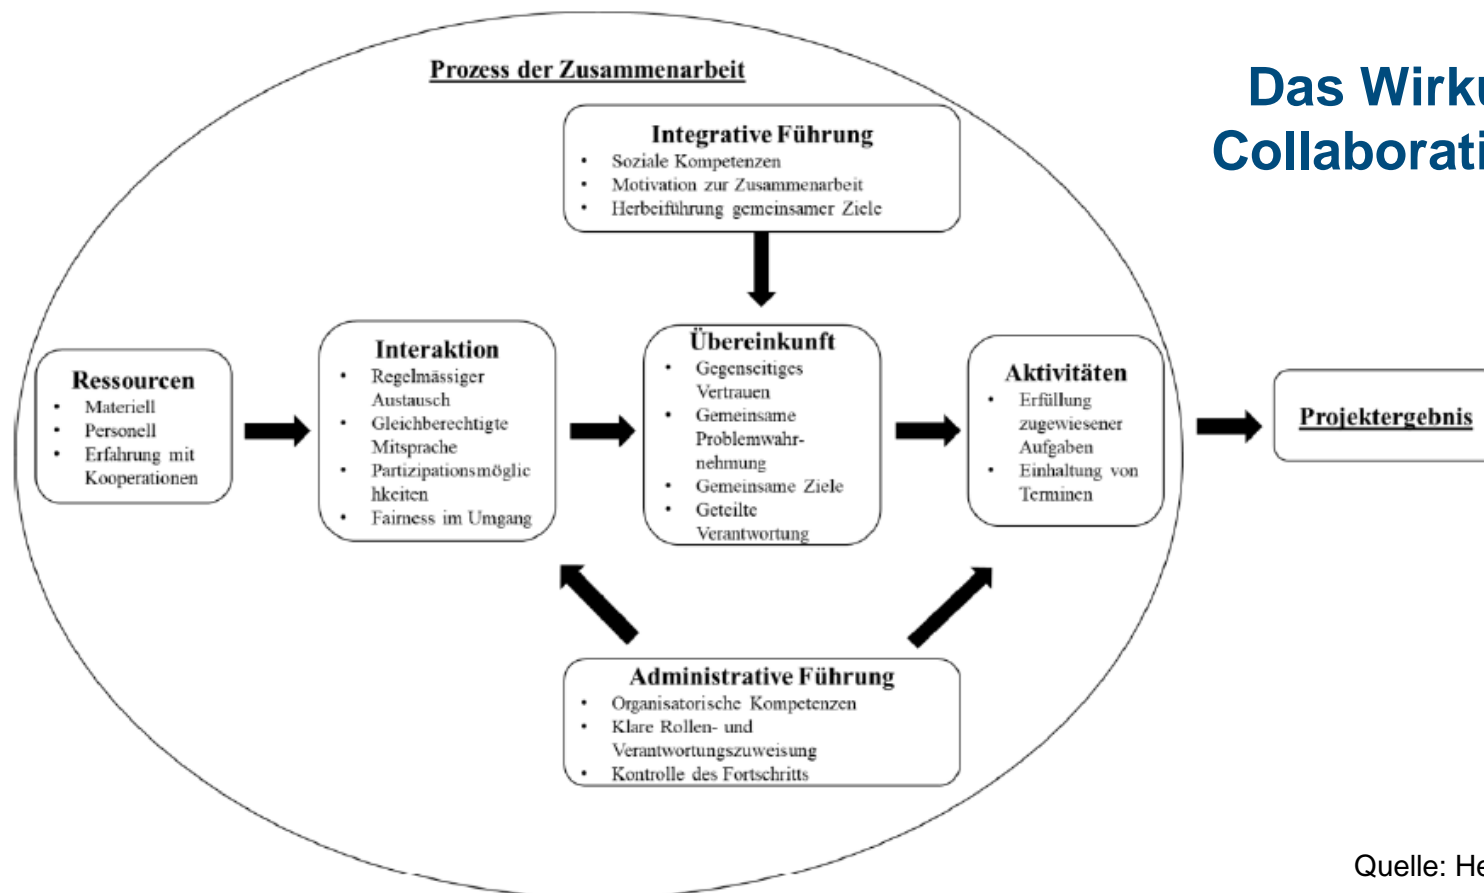 Das Wirku
Collaborati
Prozess der Zusammenarbeit
Integrative Führung
• Soziale Kompetenzen
• Motivation zur Zusammenarbeit
• Herbeiführung gemeinsamer Ziele
Ressourcen
• Materiell
• Personell
• Erfahrung mit
Kooperationen
Interaktion
• Regelmässiger
Austausch
• Gleichberechtigte
Mitsprache
• Partizipationsmöglic
hkeiten
• Fairness im Umgang
Übereinkunft
• Gegenseitiges
Vertrauen
• Gemeinsame
Problemwahr-
nehmung
• Gemeinsame Ziele
• Geteilte
Verantwortung
Aktivitäten
• Erfüllung
zugewiesener
Aufgaben
• Einhaltung von
Terminen
Projektergebnis
Administrative Führung
• Organisatorische Kompetenzen
• Klare Rollen- und
Verantwortungszuweisung
• Kontrolle des Fortschritts
Quelle: He